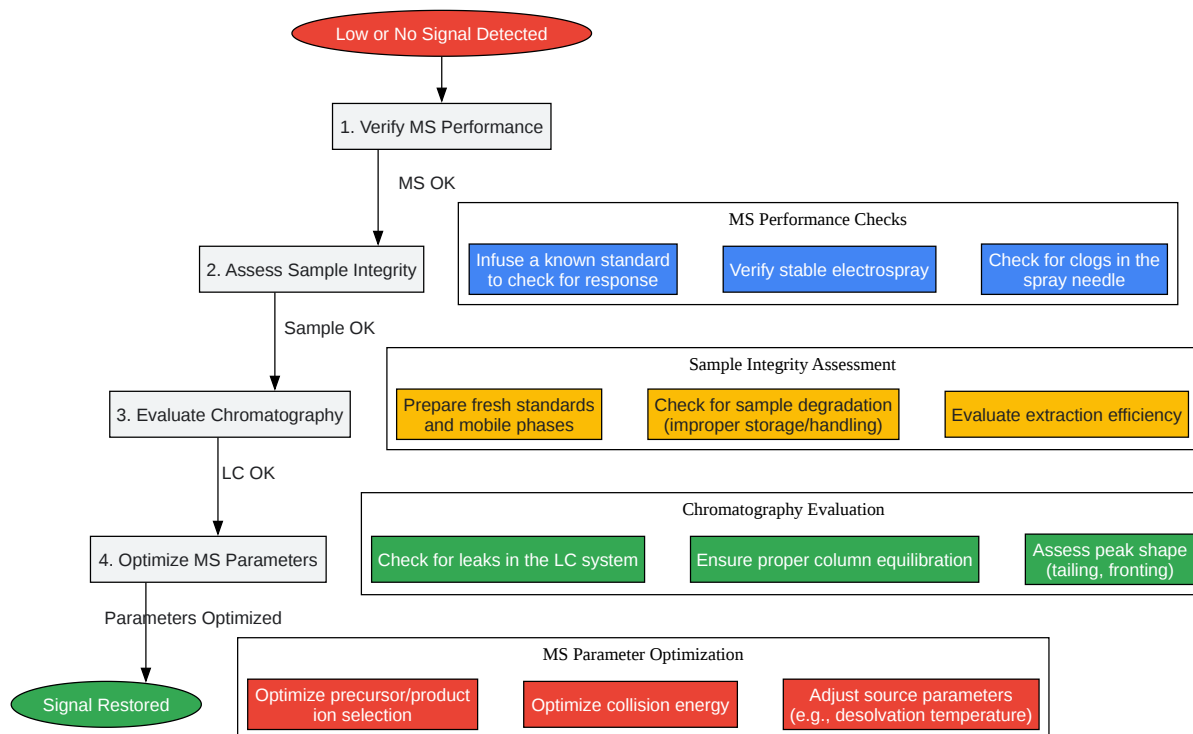 Low or No Signal Detected
1. Verify MS Performance
MS OK
MS Performance Checks
Infuse a known standard
to check for response
Verify stable electrospray
Check for clogs in the
spray needle
2. Assess Sample Integrity
Sample OK
Sample Integrity Assessment
Prepare fresh standards
and mobile phases
Check for sample degradation
(improper storage/handling)
Evaluate extraction efficiency
3. Evaluate Chromatography
LC OK
Chromatography Evaluation
Check for leaks in the LC system
Ensure proper column equilibration
Assess peak shape
(tailing, fronting)
4. Optimize MS Parameters
Parameters Optimized
MS Parameter Optimization
Optimize precursor/product
ion selection
Optimize collision energy
Adjust source parameters
(e.g., desolvation temperature)
Signal Restored